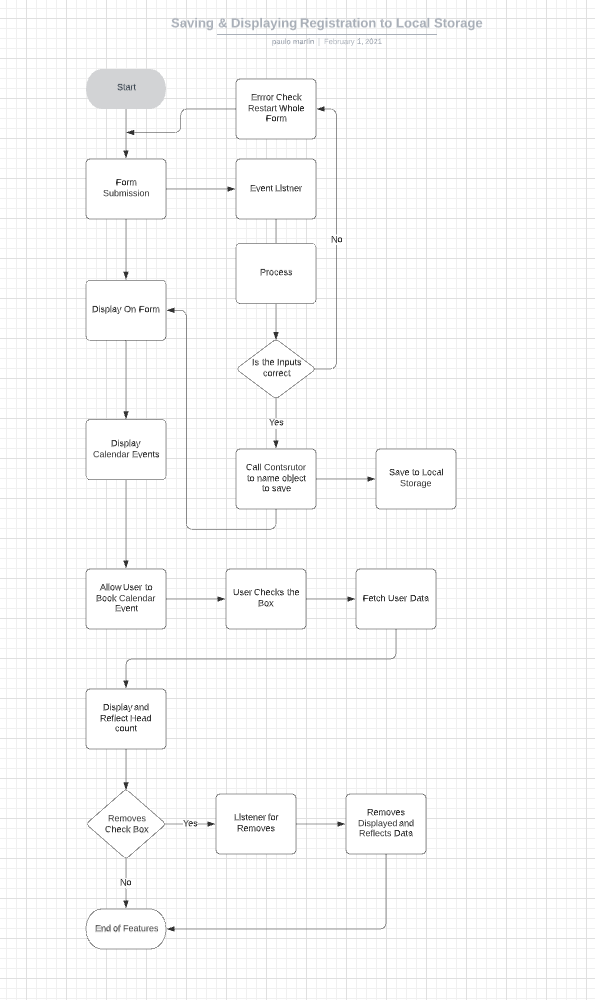 Saving & Displaying Registration to Local Storage
paulo marlin | February 1, 2021
Start
Errror Check
Restart Whole
Form
Form
Submission
Event LIstner
No
Process
Display On Form
Is the Inputs
correct
Yes
Display
Calendar Events
Call Contsrutor
to name object
to save
Save to Local
Storage
Allow User to
Book Calendar
Event
User Checks the
Box
Fetch User Data
Display and
Reflect Head
count
Removes
Check Box
Yes
LIstener for
Removes
Removes
Displayed and
Reflects Data
No
End of Features